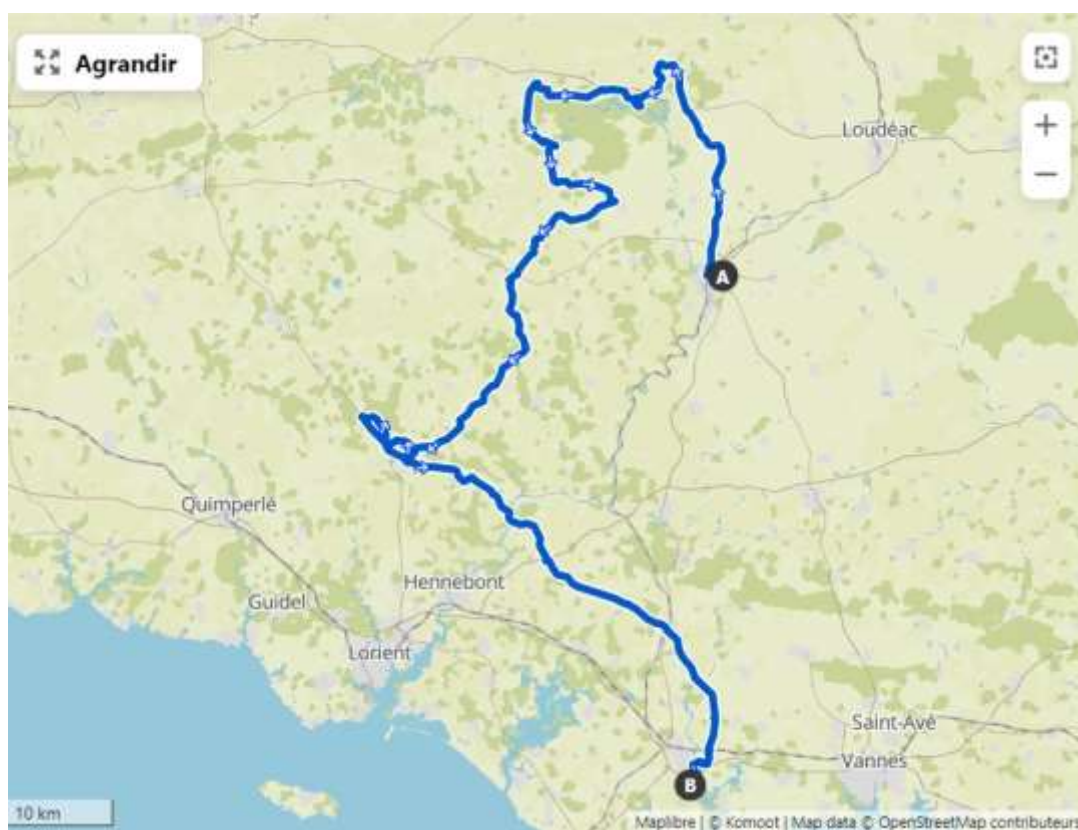 Agrandir
+
−
Loudéac
A
Quimperlé
Hennebont
Guidel
Lorient
Saint-Avé
Vannes
B
10 km
Maplibre | © Komoot | Map data © OpenStreetMap contributeurs